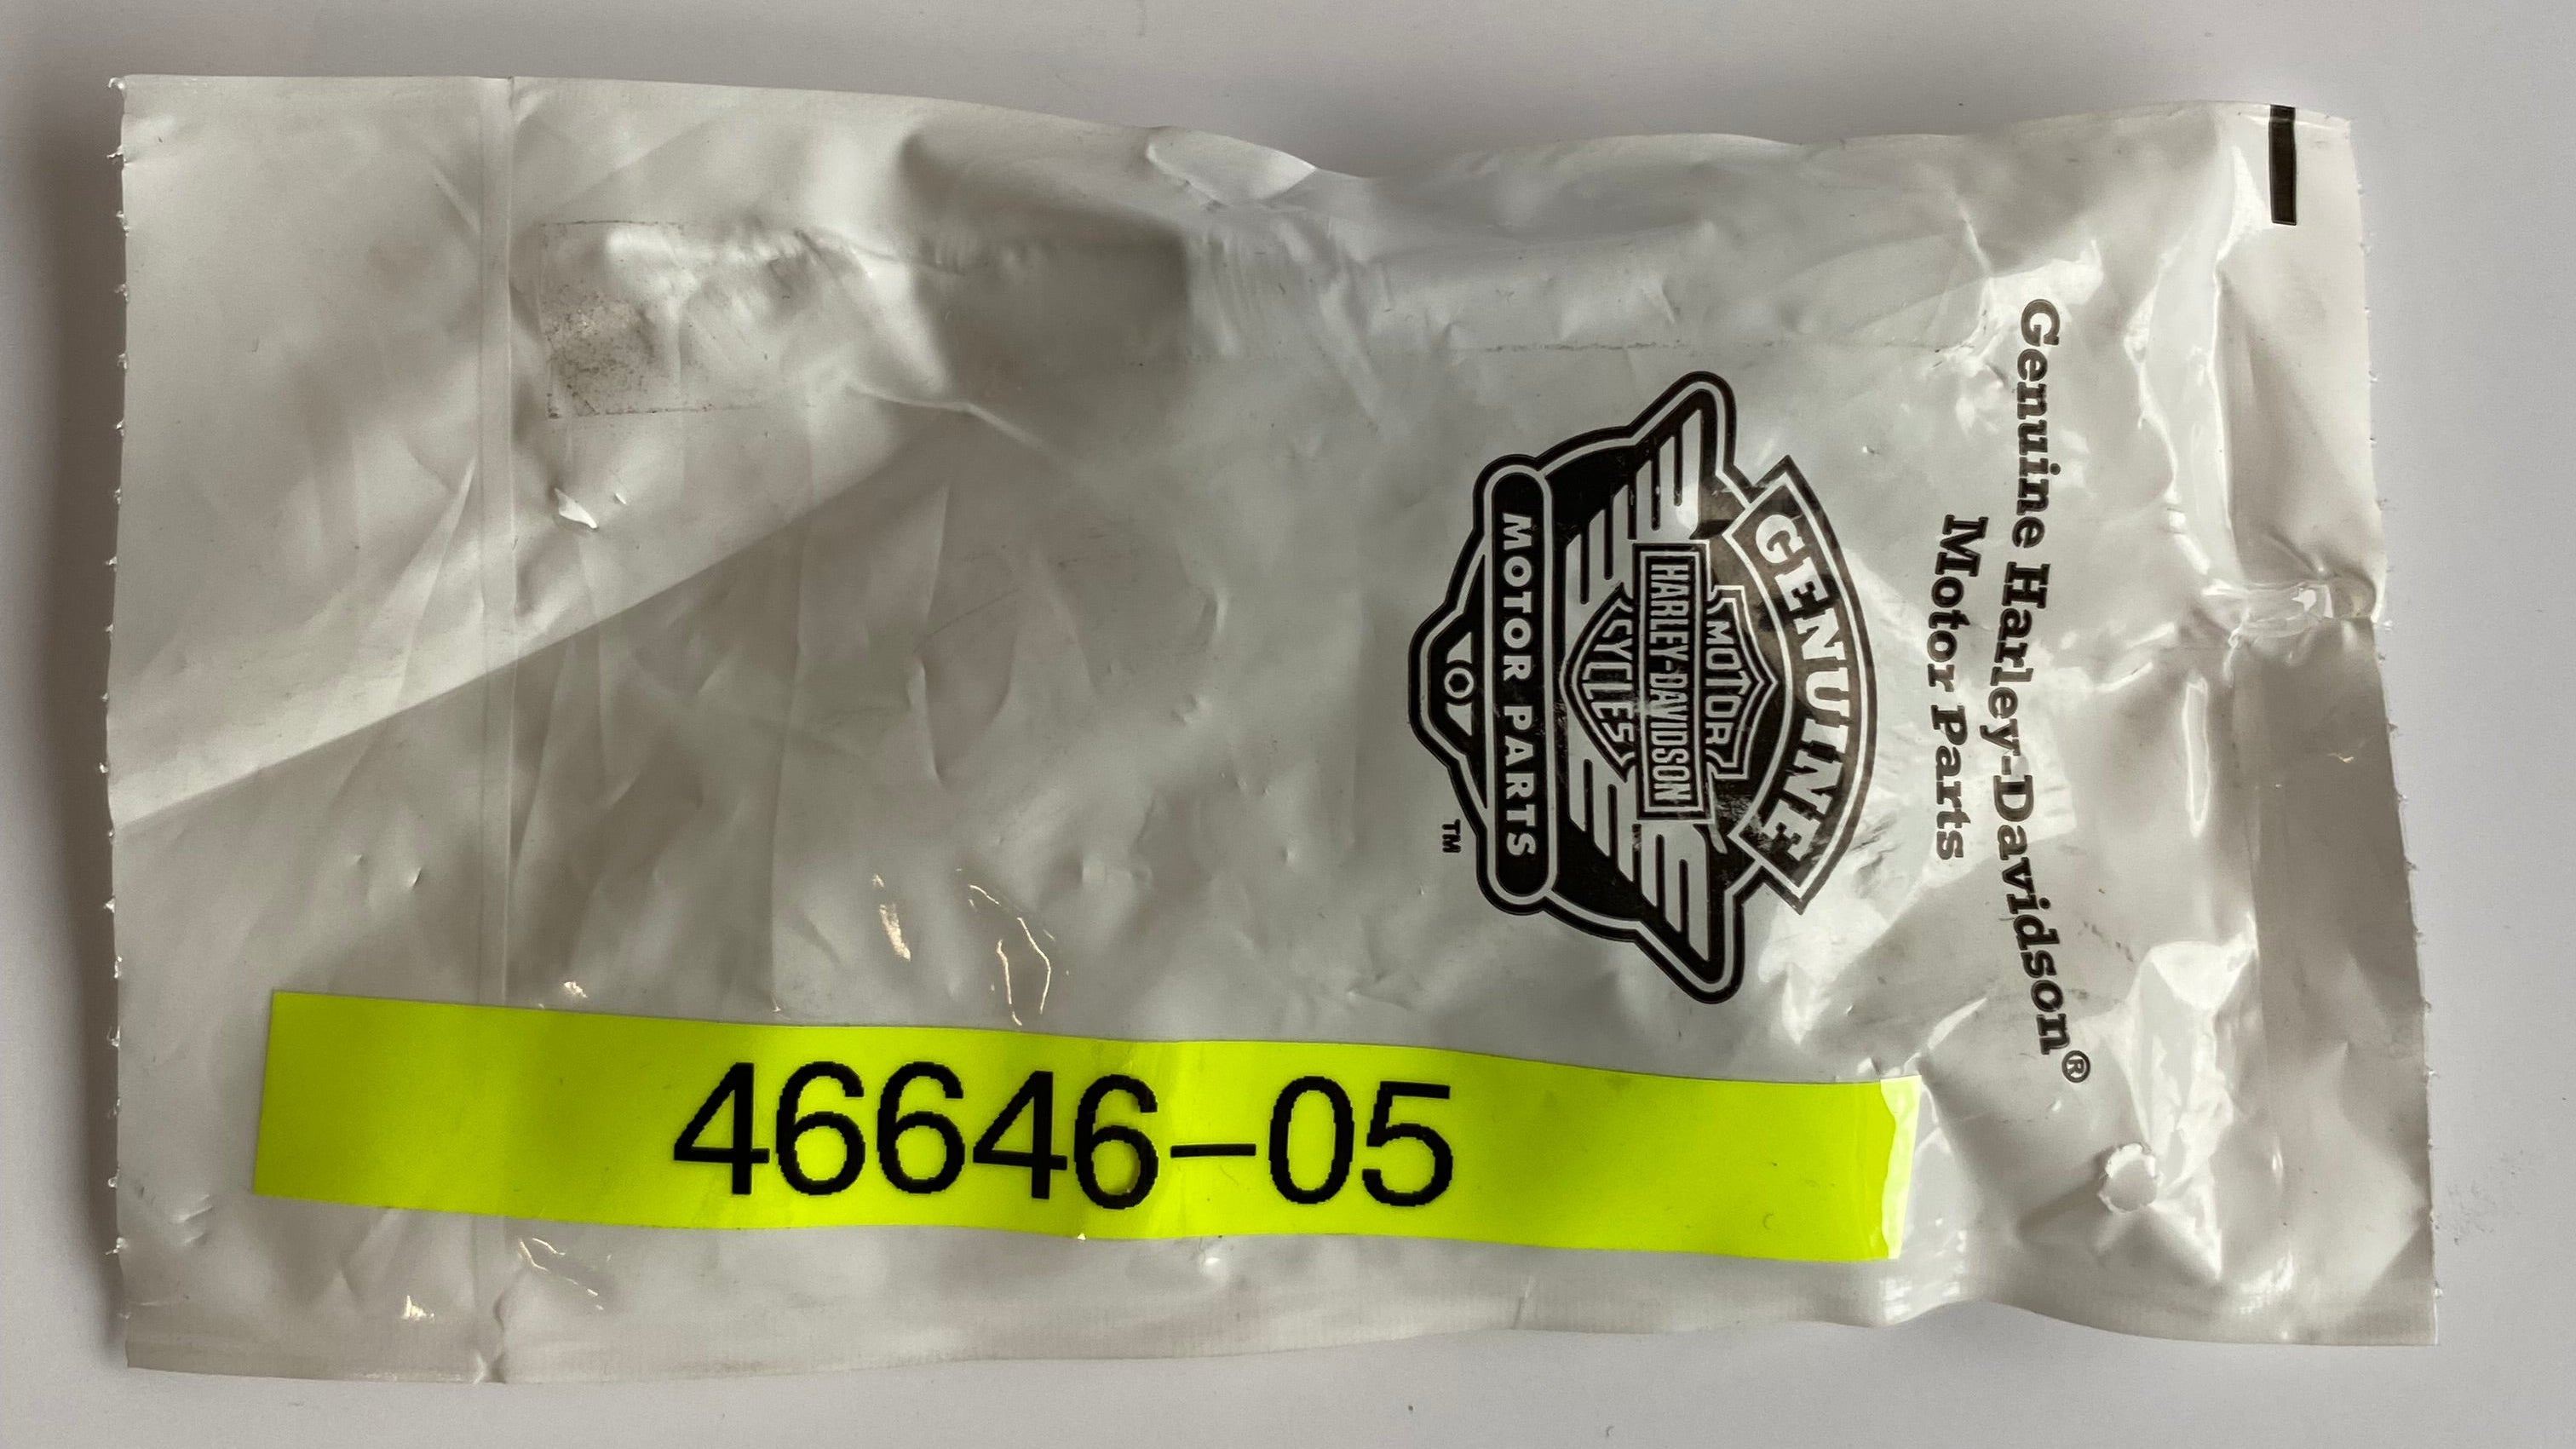 Genuine Harley-Davidson®
Motor Parts
GENUINE
MOTOR
HARLEY-DAVIDSON
CYCLES
MOTOR PARTS
TM
46646-05